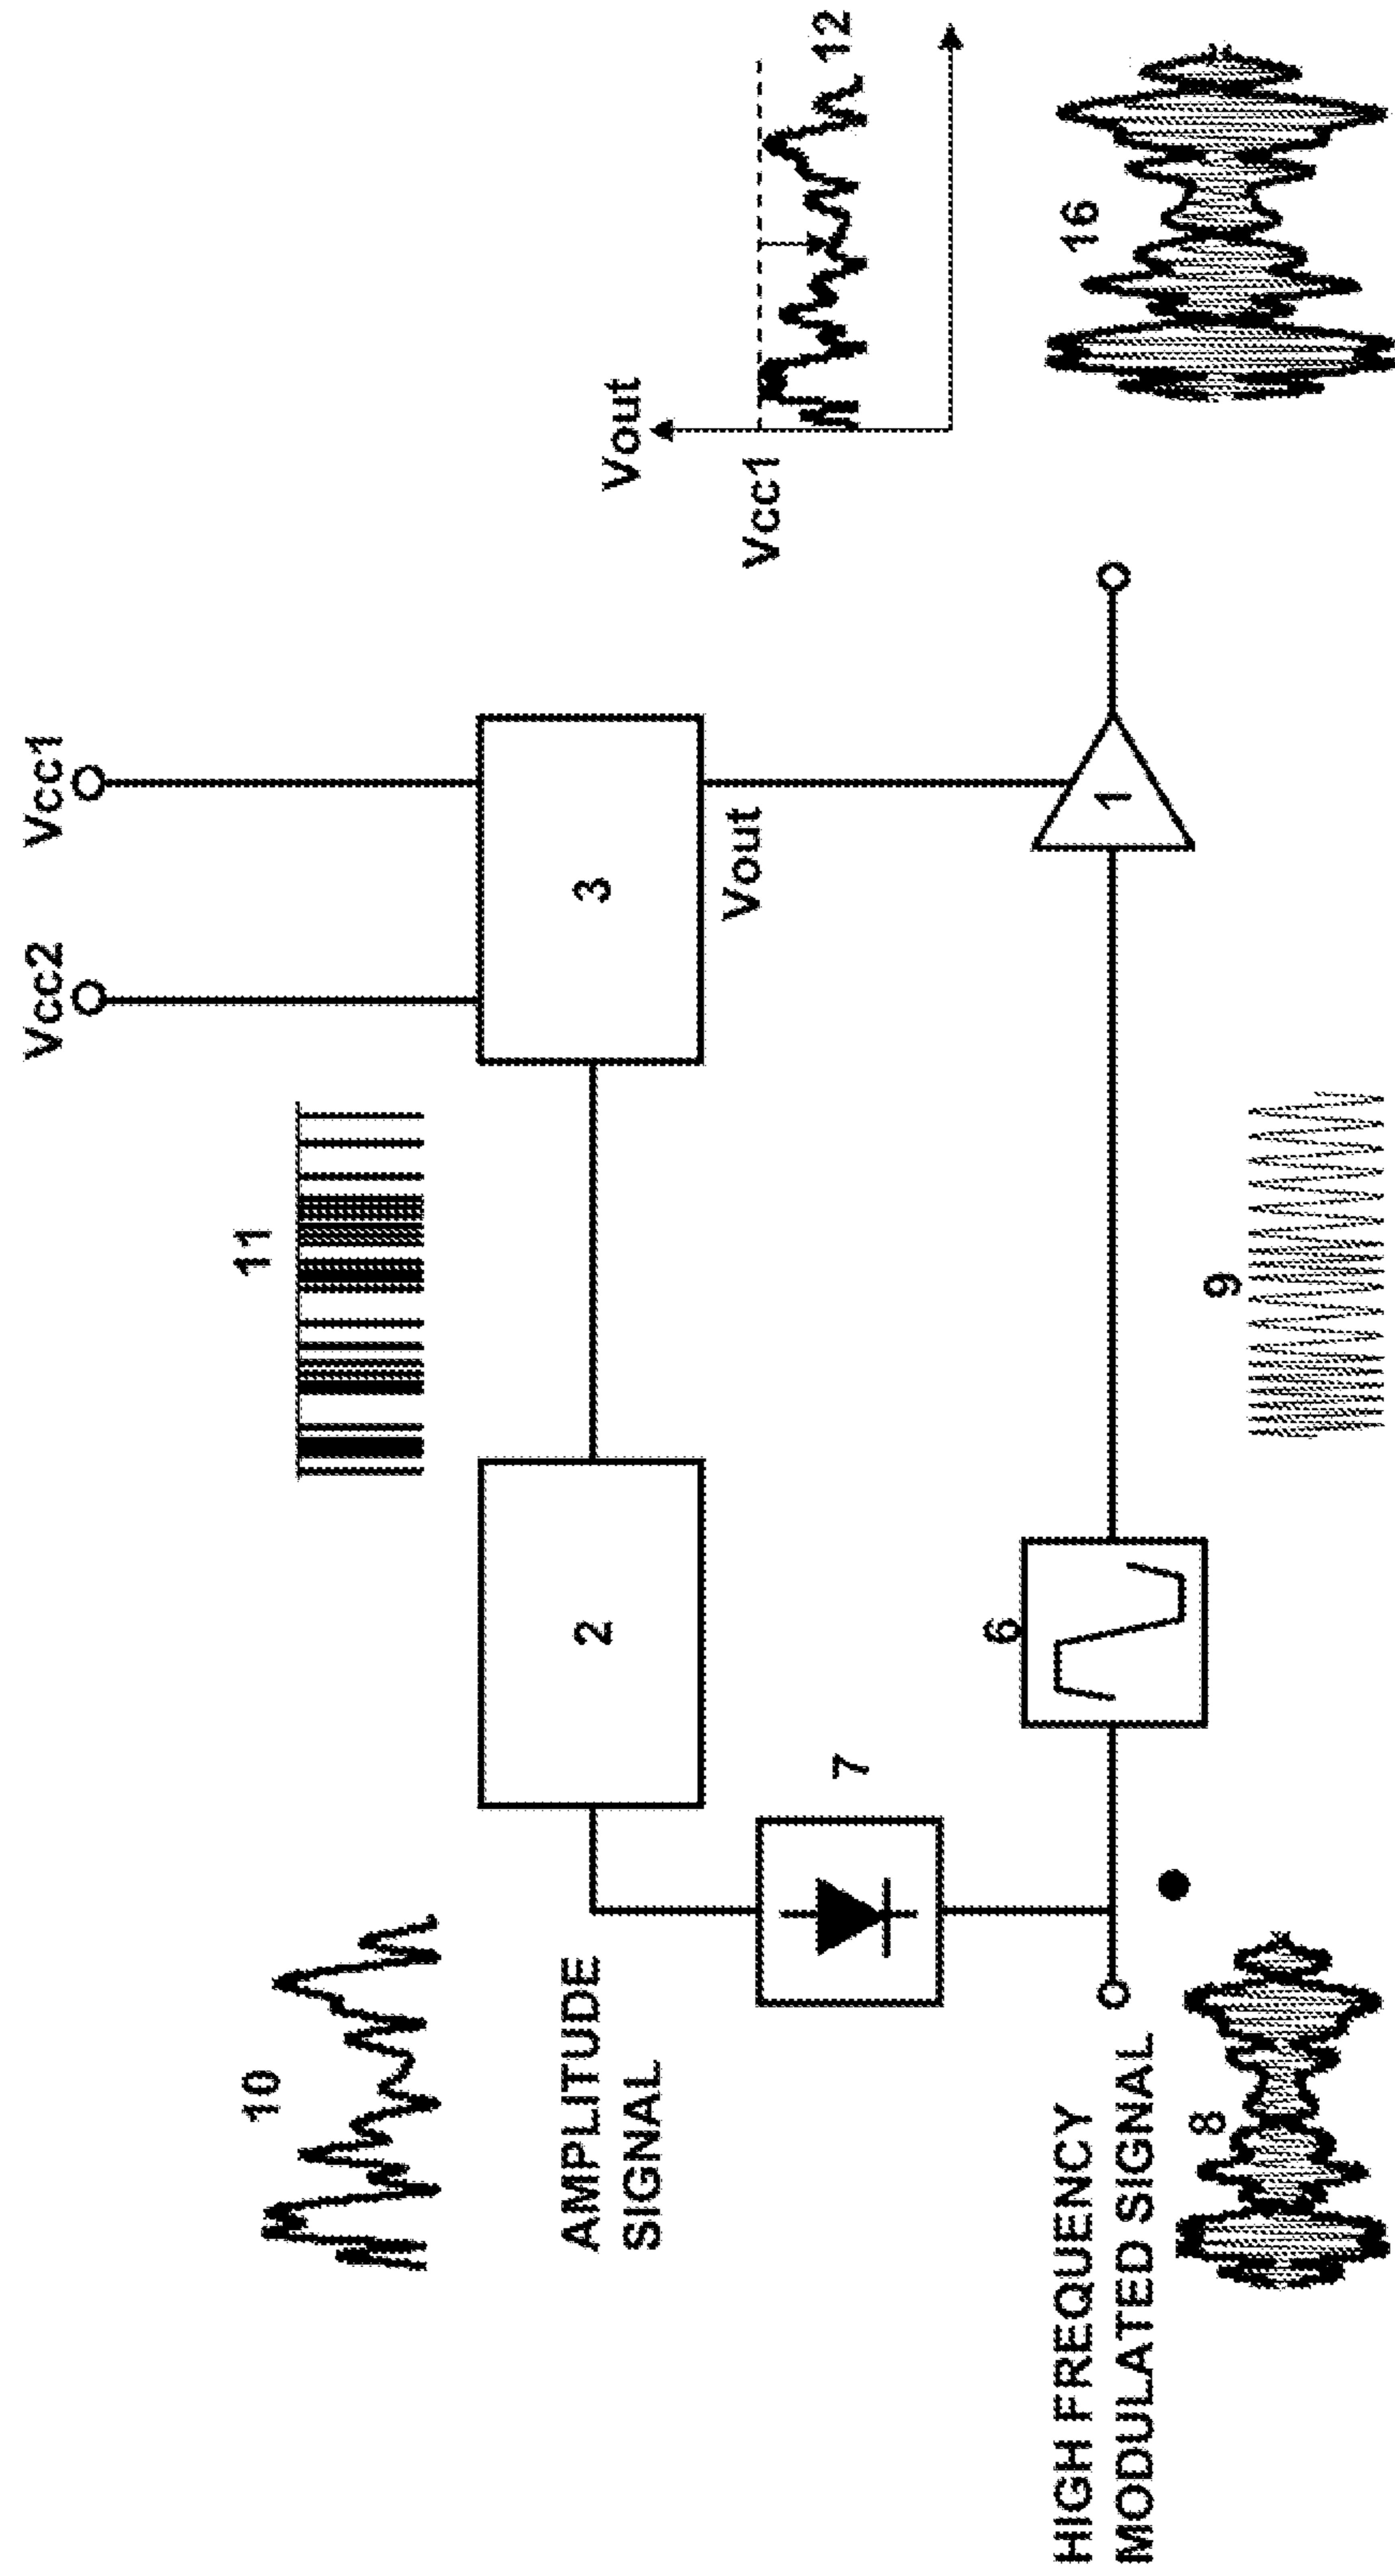 Vcc2
Vcc1
10
11
AMPLITUDE
SIGNAL
2
3
Vout
Vout
Vcc1
12
7
6
1
HIGH FREQUENCY
MODULATED SIGNAL
8
9
16